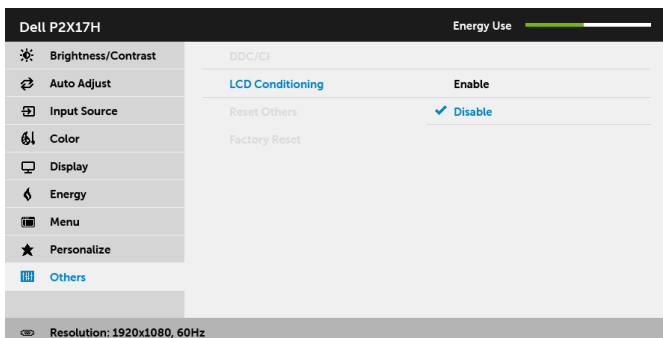 Dell P2X17H Energy Use
Brightness/Contrast DDC/CI
Auto Adjust LCD Conditioning Enable
Input Source Reset Others Disable
Color Factory Reset
Display
Energy
Menu
Personalize
Others
Resolution: 1920x1080, 60Hz